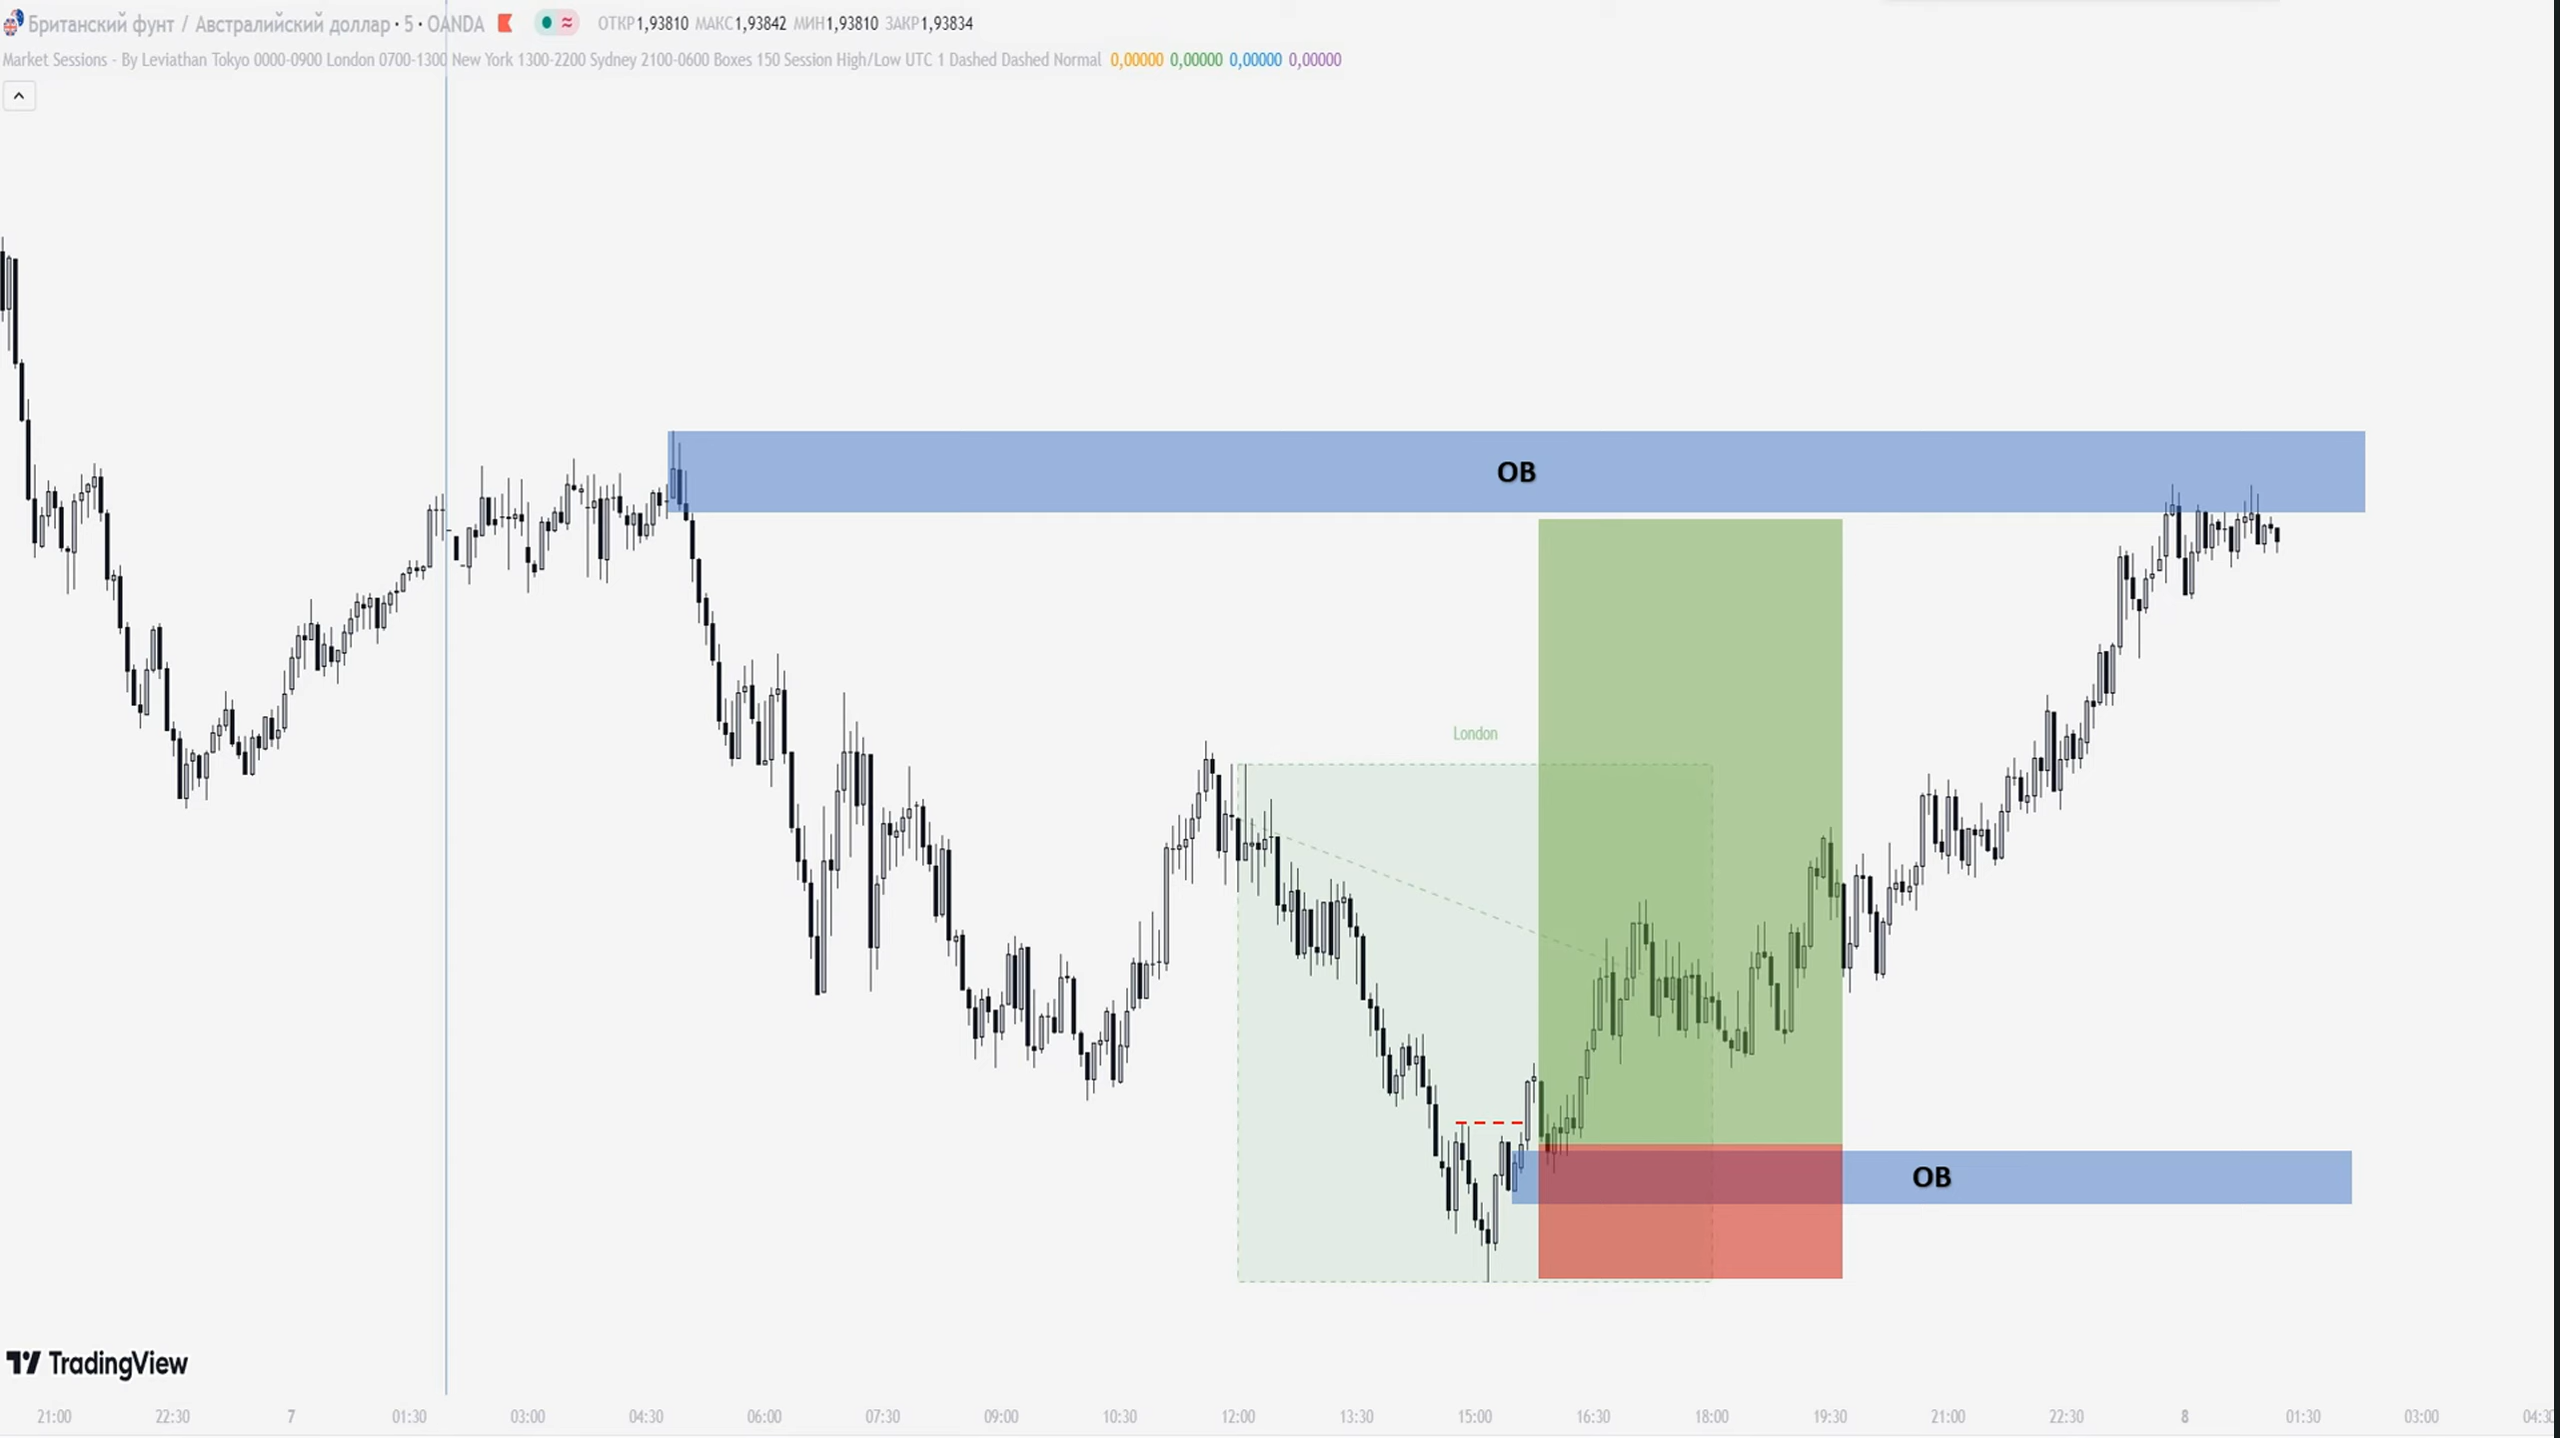 Британский фунт / Австралийский доллар · 5 · OANDA ОТКР1,93810 МАКС1,93842 МИН1,93810 ЗАКР1,93834
Market Sessions - By Leviathan Tokyo 0000-0900 London 0700-1300 New York 1300-2200 Sydney 2100-0600 Boxes 150 Session High/Low UTC 1 Dashed Dashed Normal 0,00000 0,00000 0,00000 0,00000
OB
London
OB
TradingView
21:00 22:30 7 01:30 03:00 04:30 06:00 07:30 09:00 10:30 12:00 13:30 15:00 16:30 18:00 19:30 21:00 22:30 8 01:30 03:00 04:30